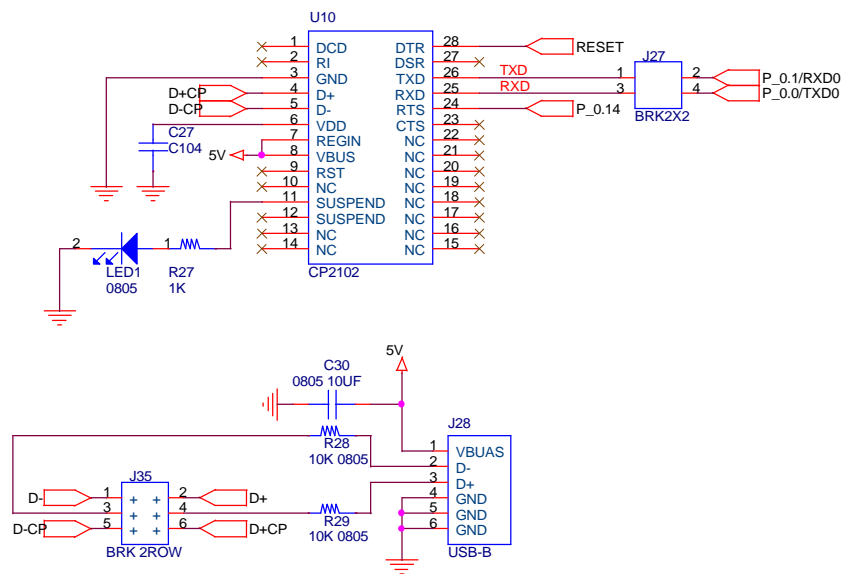 U10
1 DCD DTR 28 RESET
2 RI DSR 27 J27
3 GND TXD 26 TXD 1 2 P_0.1/RXD0
D+CP 4 D+ RXD 25 RXD 3 4 P_0.0/TXD0
D-CP 5 D- RTS 24 P_0.14 BRK2X2
6 VDD CTS 23
C27 7 REGIN NC 22
C104 5V 8 VBUS NC 21
9 RST NC 20
10 NC NC 19
11 SUSPEND NC 18
12 SUSPEND NC 17
13 NC NC 16
2 1 14 NC NC 15
LED1 R27 CP2102
0805 1K
5V
C30
0805 10UF
J28
R28 1 VBUAS
10K 0805 2 D-
J35 3 D+
D- 1 + + 2 D+ 4 GND
3 + + 4 R29 5 GND
D-CP 5 + + 6 D+CP 10K 0805 6 GND
BRK 2ROW USB-B